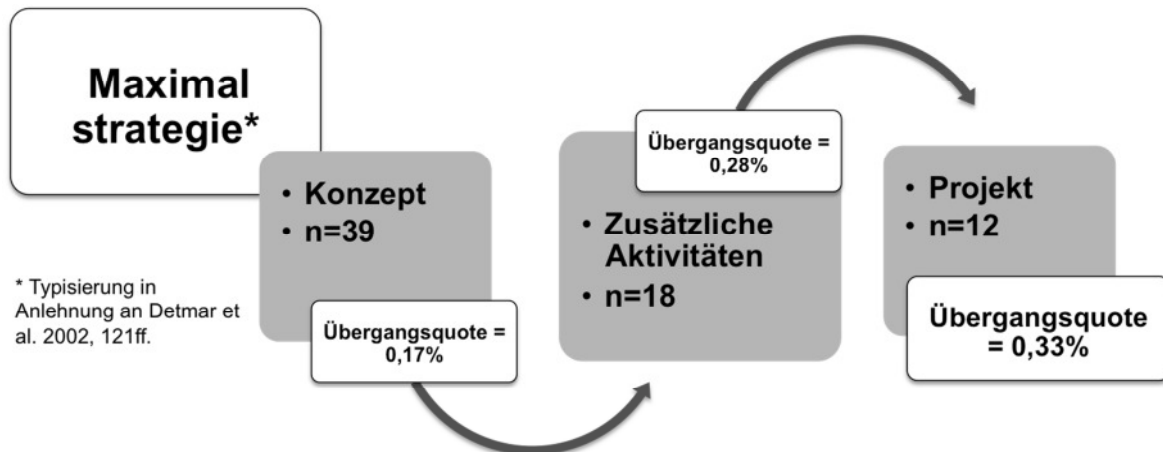 Maximal
strategie*
• Konzept
• n=39
* Typisierung in
Anlehnung an Detmar et
al. 2002, 121ff.
Übergangsquote =
0,17%
Übergangsquote =
0,28%
• Zusätzliche
Aktivitäten
• n=18
• Projekt
• n=12
Übergangsquote
= 0,33%